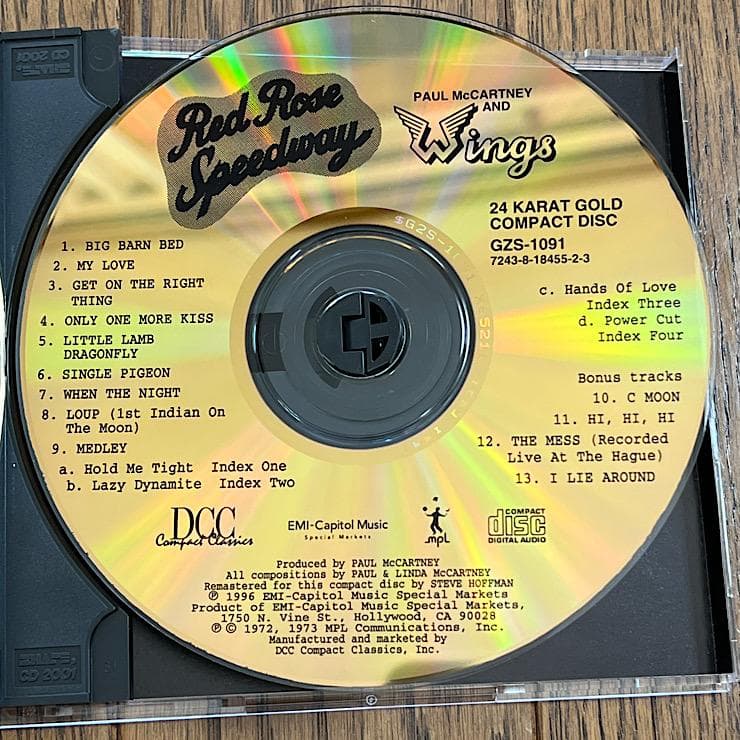 Red Rose
Speedway
PAUL McCARTNEY
AND
Wings
24 KARAT GOLD
COMPACT DISC
GZS-1091
7243-8-18455-2-3
1. BIG BARN BED
2. MY LOVE
3. GET ON THE RIGHT
THING
4. ONLY ONE MORE KISS
5. LITTLE LAMB
DRAGONFLY
6. SINGLE PIGEON
7. WHEN THE NIGHT
8. LOUP (1st Indian On
The Moon)
9. MEDLEY
a. Hold Me Tight Index One
b. Lazy Dynamite Index Two
c. Hands Of Love
Index Three
d. Power Cut
Index Four
Bonus tracks
10. C MOON
11. HI, HI, HI
12. THE MESS (Recorded
Live At The Hague)
13. I LIE AROUND
DCC
Compact Classics
EMI-Capitol Music
Special Markets
mpl
COMPACT
disc
DIGITAL AUDIO
Produced by PAUL McCARTNEY
All compositions by PAUL & LINDA McCARTNEY
Remastered for this compact disc by STEVE HOFFMAN
℗ 1996 EMI-Capitol Music Special Markets
Product of EMI-Capitol Music Special Markets,
1750 N. Vine St., Hollywood, CA 90028
℗ © 1972, 1973 MPL Communications, Inc.
Manufactured and marketed by
DCC Compact Classics, Inc.